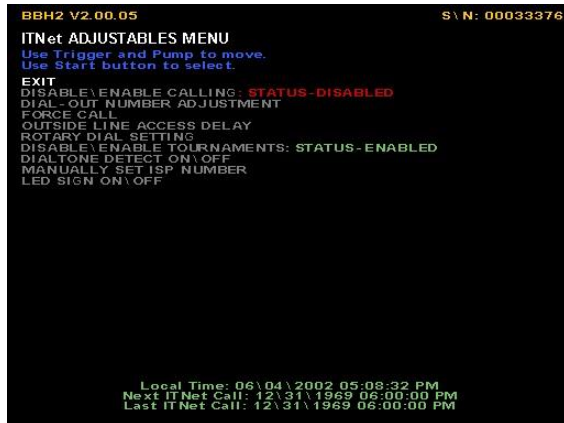 BBH2 V2.00.05 S\N: 00033376
ITNet ADJUSTABLES MENU
Use Trigger and Pump to move.
Use Start button to select.
EXIT
DISABLE\ENABLE CALLING: STATUS-DISABLED
DIAL-OUT NUMBER ADJUSTMENT
FORCE CALL
OUTSIDE LINE ACCESS DELAY
ROTARY DIAL SETTING
DISABLE\ENABLE TOURNAMENTS: STATUS-ENABLED
DIALTONE DETECT ON\OFF
MANUALLY SET ISP NUMBER
LED SIGN ON\OFF
Local Time: 06\04\2002 05:08:32 PM
Next ITNet Call: 12\31\1969 06:00:00 PM
Last ITNet Call: 12\31\1969 06:00:00 PM